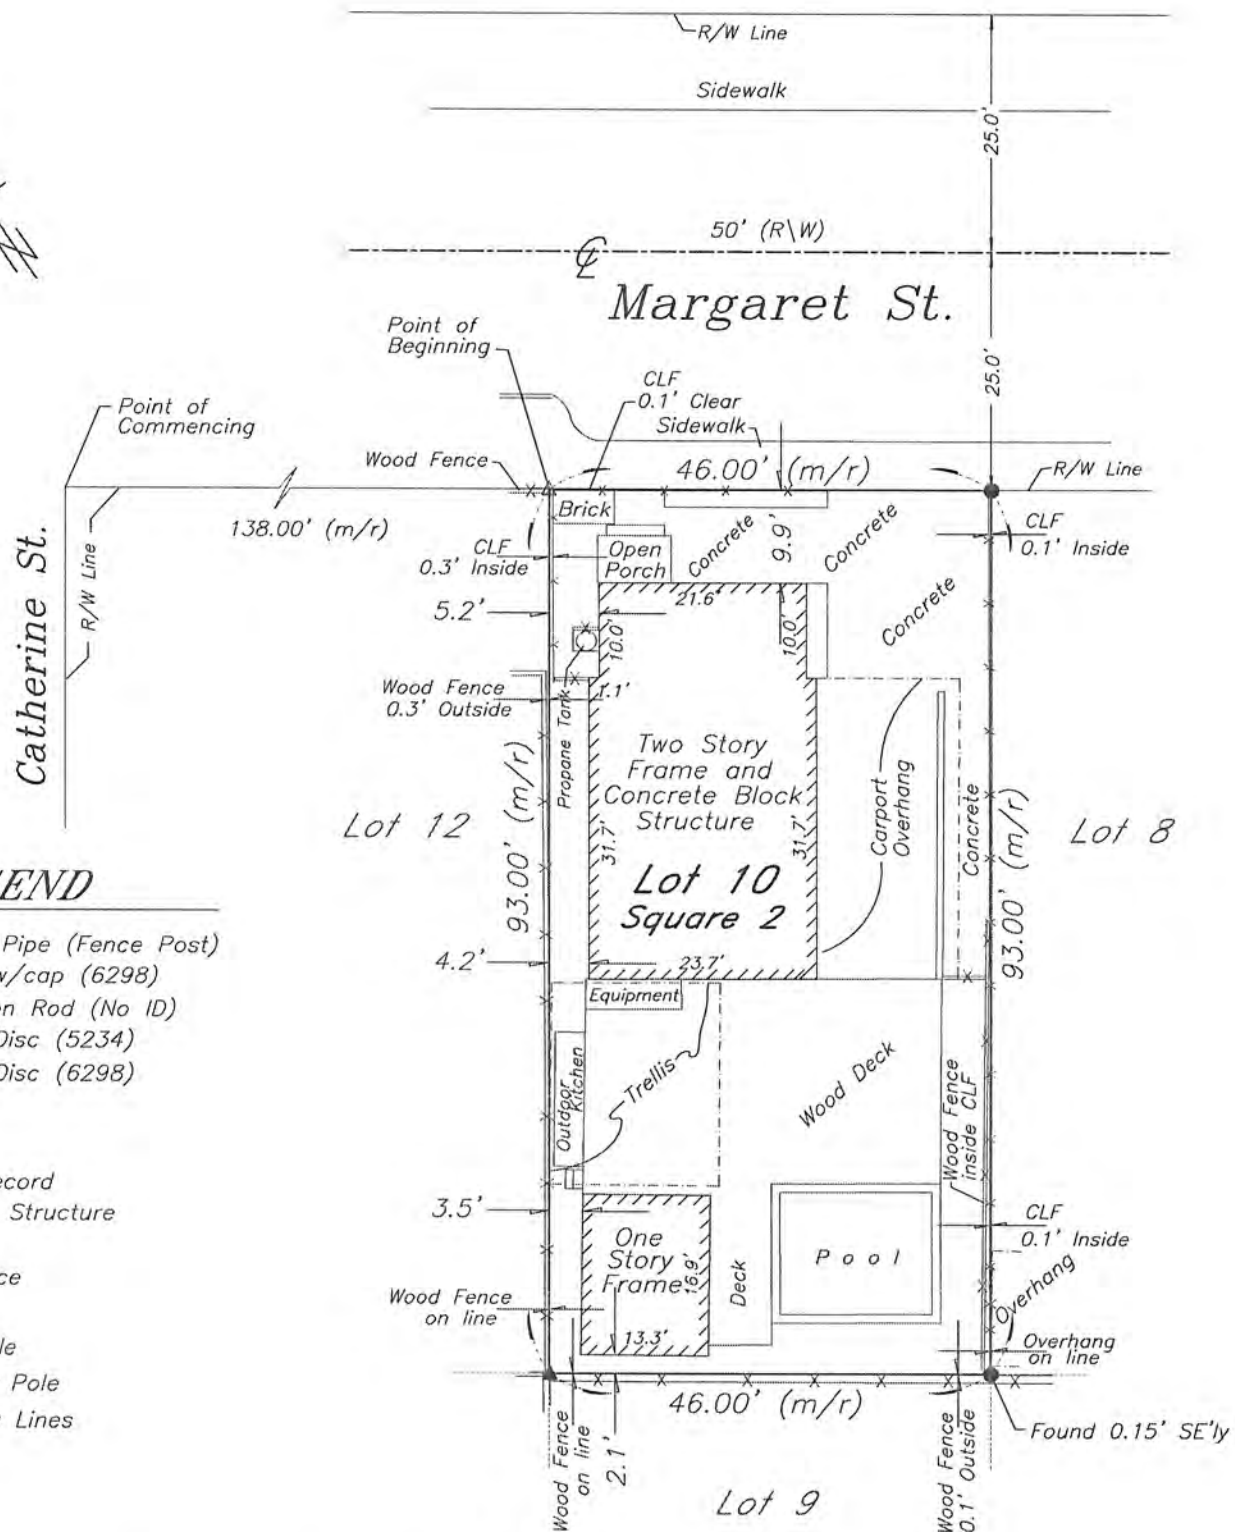 R/W Line
Sidewalk
25.0'
50' (R\W)
℄
Margaret St.
25.0'
Point of
Beginning
CLF
0.1' Clear
Sidewalk
Point of
Commencing
Wood Fence
46.00' (m/r)
R/W Line
138.00' (m/r)
Catherine St.
R/W Line
Brick
CLF
0.3' Inside
Open
Porch
Concrete
9.9'
Concrete
CLF
0.1' Inside
5.2'
21.6'
10.0'
10.0'
Concrete
Wood Fence
0.3' Outside
1.1'
Propane Tank
Two Story
Frame and
Concrete Block
Structure
Carport
Overhang
Concrete
Lot 12
93.00' (m/r)
31.7'
31.7'
Lot 10
Square 2
93.00' (m/r)
Lot 8
END
Pipe (Fence Post)
w/cap (6298)
n Rod (No ID)
Disc (5234)
Disc (6298)
ecord
Structure
ce
le
Pole
Lines
4.2'
23.7'
Equipment
Outdoor
Kitchen
Trellis
Wood Deck
Wood Fence
inside CLF
3.5'
One
Story
Frame
16.9'
13.3'
Deck
Pool
CLF
0.1' Inside
Overhang
Overhang
on line
Wood Fence
on line
46.00' (m/r)
Wood Fence
on line
2.1'
Wood Fence
0.1' Outside
Found 0.15' SE'ly
Lot 9